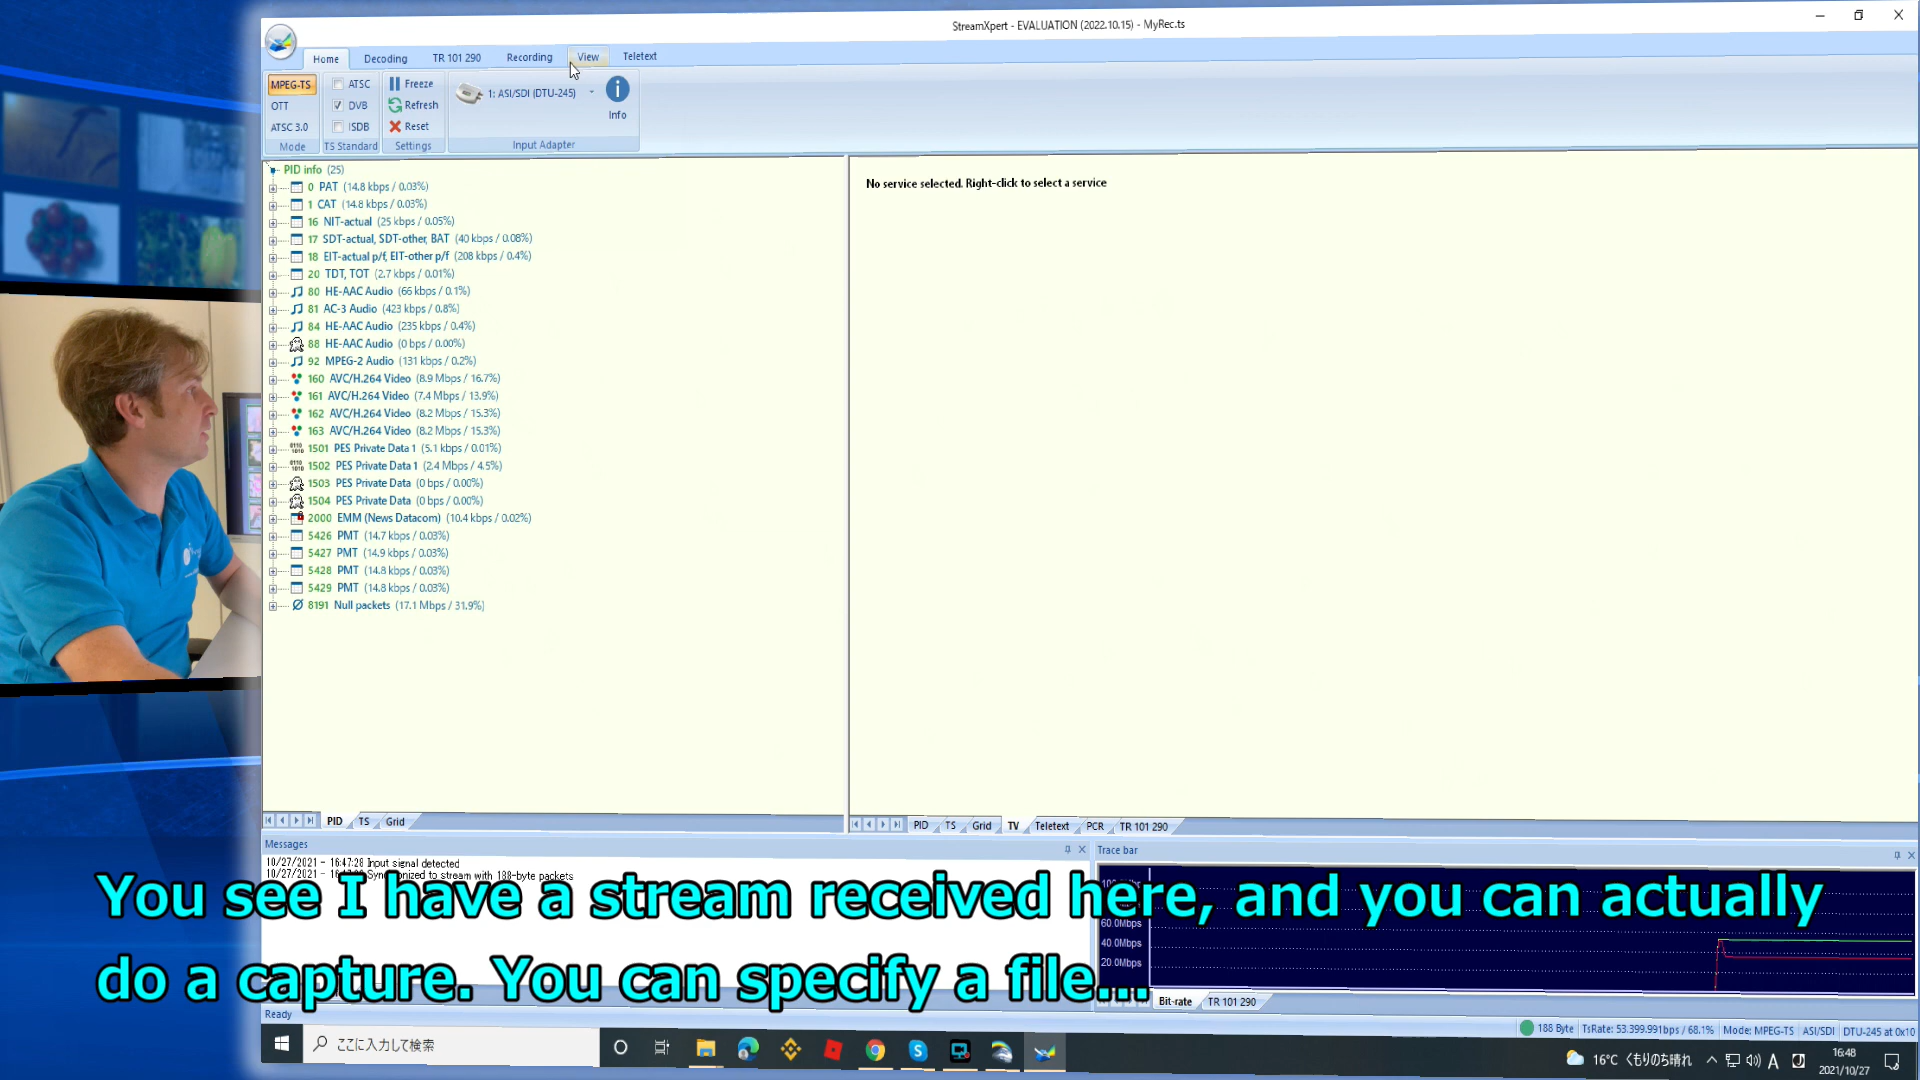 StreamXpert - EVALUATION (2022.10.15) - MyRec.ts
Home Decoding TR 101 290 Recording View Teletext
MPEG-TS
OTT
ATSC 3.0
Mode
ATSC
DVB
ISDB
TS Standard
Freeze
Refresh
Reset
Settings
1: ASI/SDI (DTU-245)
Info
Input Adapter
PID info (25)
0 PAT (14.8 kbps / 0.03%)
1 CAT (14.8 kbps / 0.03%)
16 NIT-actual (25 kbps / 0.05%)
17 SDT-actual, SDT-other, BAT (40 kbps / 0.08%)
18 EIT-actual p/f, EIT-other p/f (208 kbps / 0.4%)
20 TDT, TOT (2.7 kbps / 0.01%)
80 HE-AAC Audio (66 kbps / 0.1%)
81 AC-3 Audio (423 kbps / 0.8%)
84 HE-AAC Audio (235 kbps / 0.4%)
88 HE-AAC Audio (0 bps / 0.00%)
92 MPEG-2 Audio (131 kbps / 0.2%)
160 AVC/H.264 Video (8.9 Mbps / 16.7%)
161 AVC/H.264 Video (7.4 Mbps / 13.9%)
162 AVC/H.264 Video (8.2 Mbps / 15.3%)
163 AVC/H.264 Video (8.2 Mbps / 15.3%)
1501 PES Private Data 1 (5.1 kbps / 0.01%)
1502 PES Private Data 1 (2.4 Mbps / 4.5%)
1503 PES Private Data (0 bps / 0.00%)
1504 PES Private Data (0 bps / 0.00%)
2000 EMM (News Datacom) (10.4 kbps / 0.02%)
5426 PMT (14.7 kbps / 0.03%)
5427 PMT (14.9 kbps / 0.03%)
5428 PMT (14.8 kbps / 0.03%)
5429 PMT (14.8 kbps / 0.03%)
8191 Null packets (17.1 Mbps / 31.9%)
No service selected. Right-click to select a service
PID TS Grid
PID TS Grid TV Teletext PCR TR 101 290
Messages
10/27/2021 - 16:47:28 Input signal detected
10/27/2021 - Synchronized to stream with 188-byte packets
Trace bar
60.0Mbps
40.0Mbps
20.0Mbps
Bit-rate TR 101 290
You see I have a stream received here, and you can actually
do a capture. You can specify a file...
Ready
188 Byte TsRate: 53.399.991bps / 68.1% Mode: MPEG-TS ASI/SDI DTU-245 at 0x10
ここに入力して検索
16°C くもりのち晴れ
A
16:48
2021/10/27